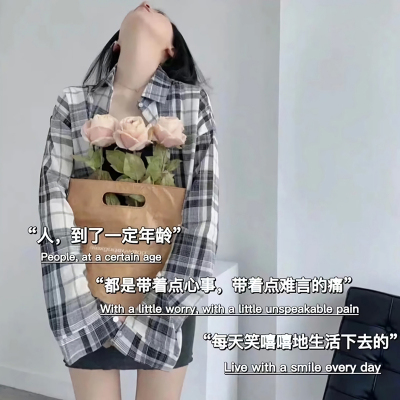 “人，到了一定年龄”
People, at a certain age
“都是带着点心事，带着点难言的痛”
With a little worry, with a little unspeakable pain
“每天笑嘻嘻地生活下去的”
Live with a smile every day